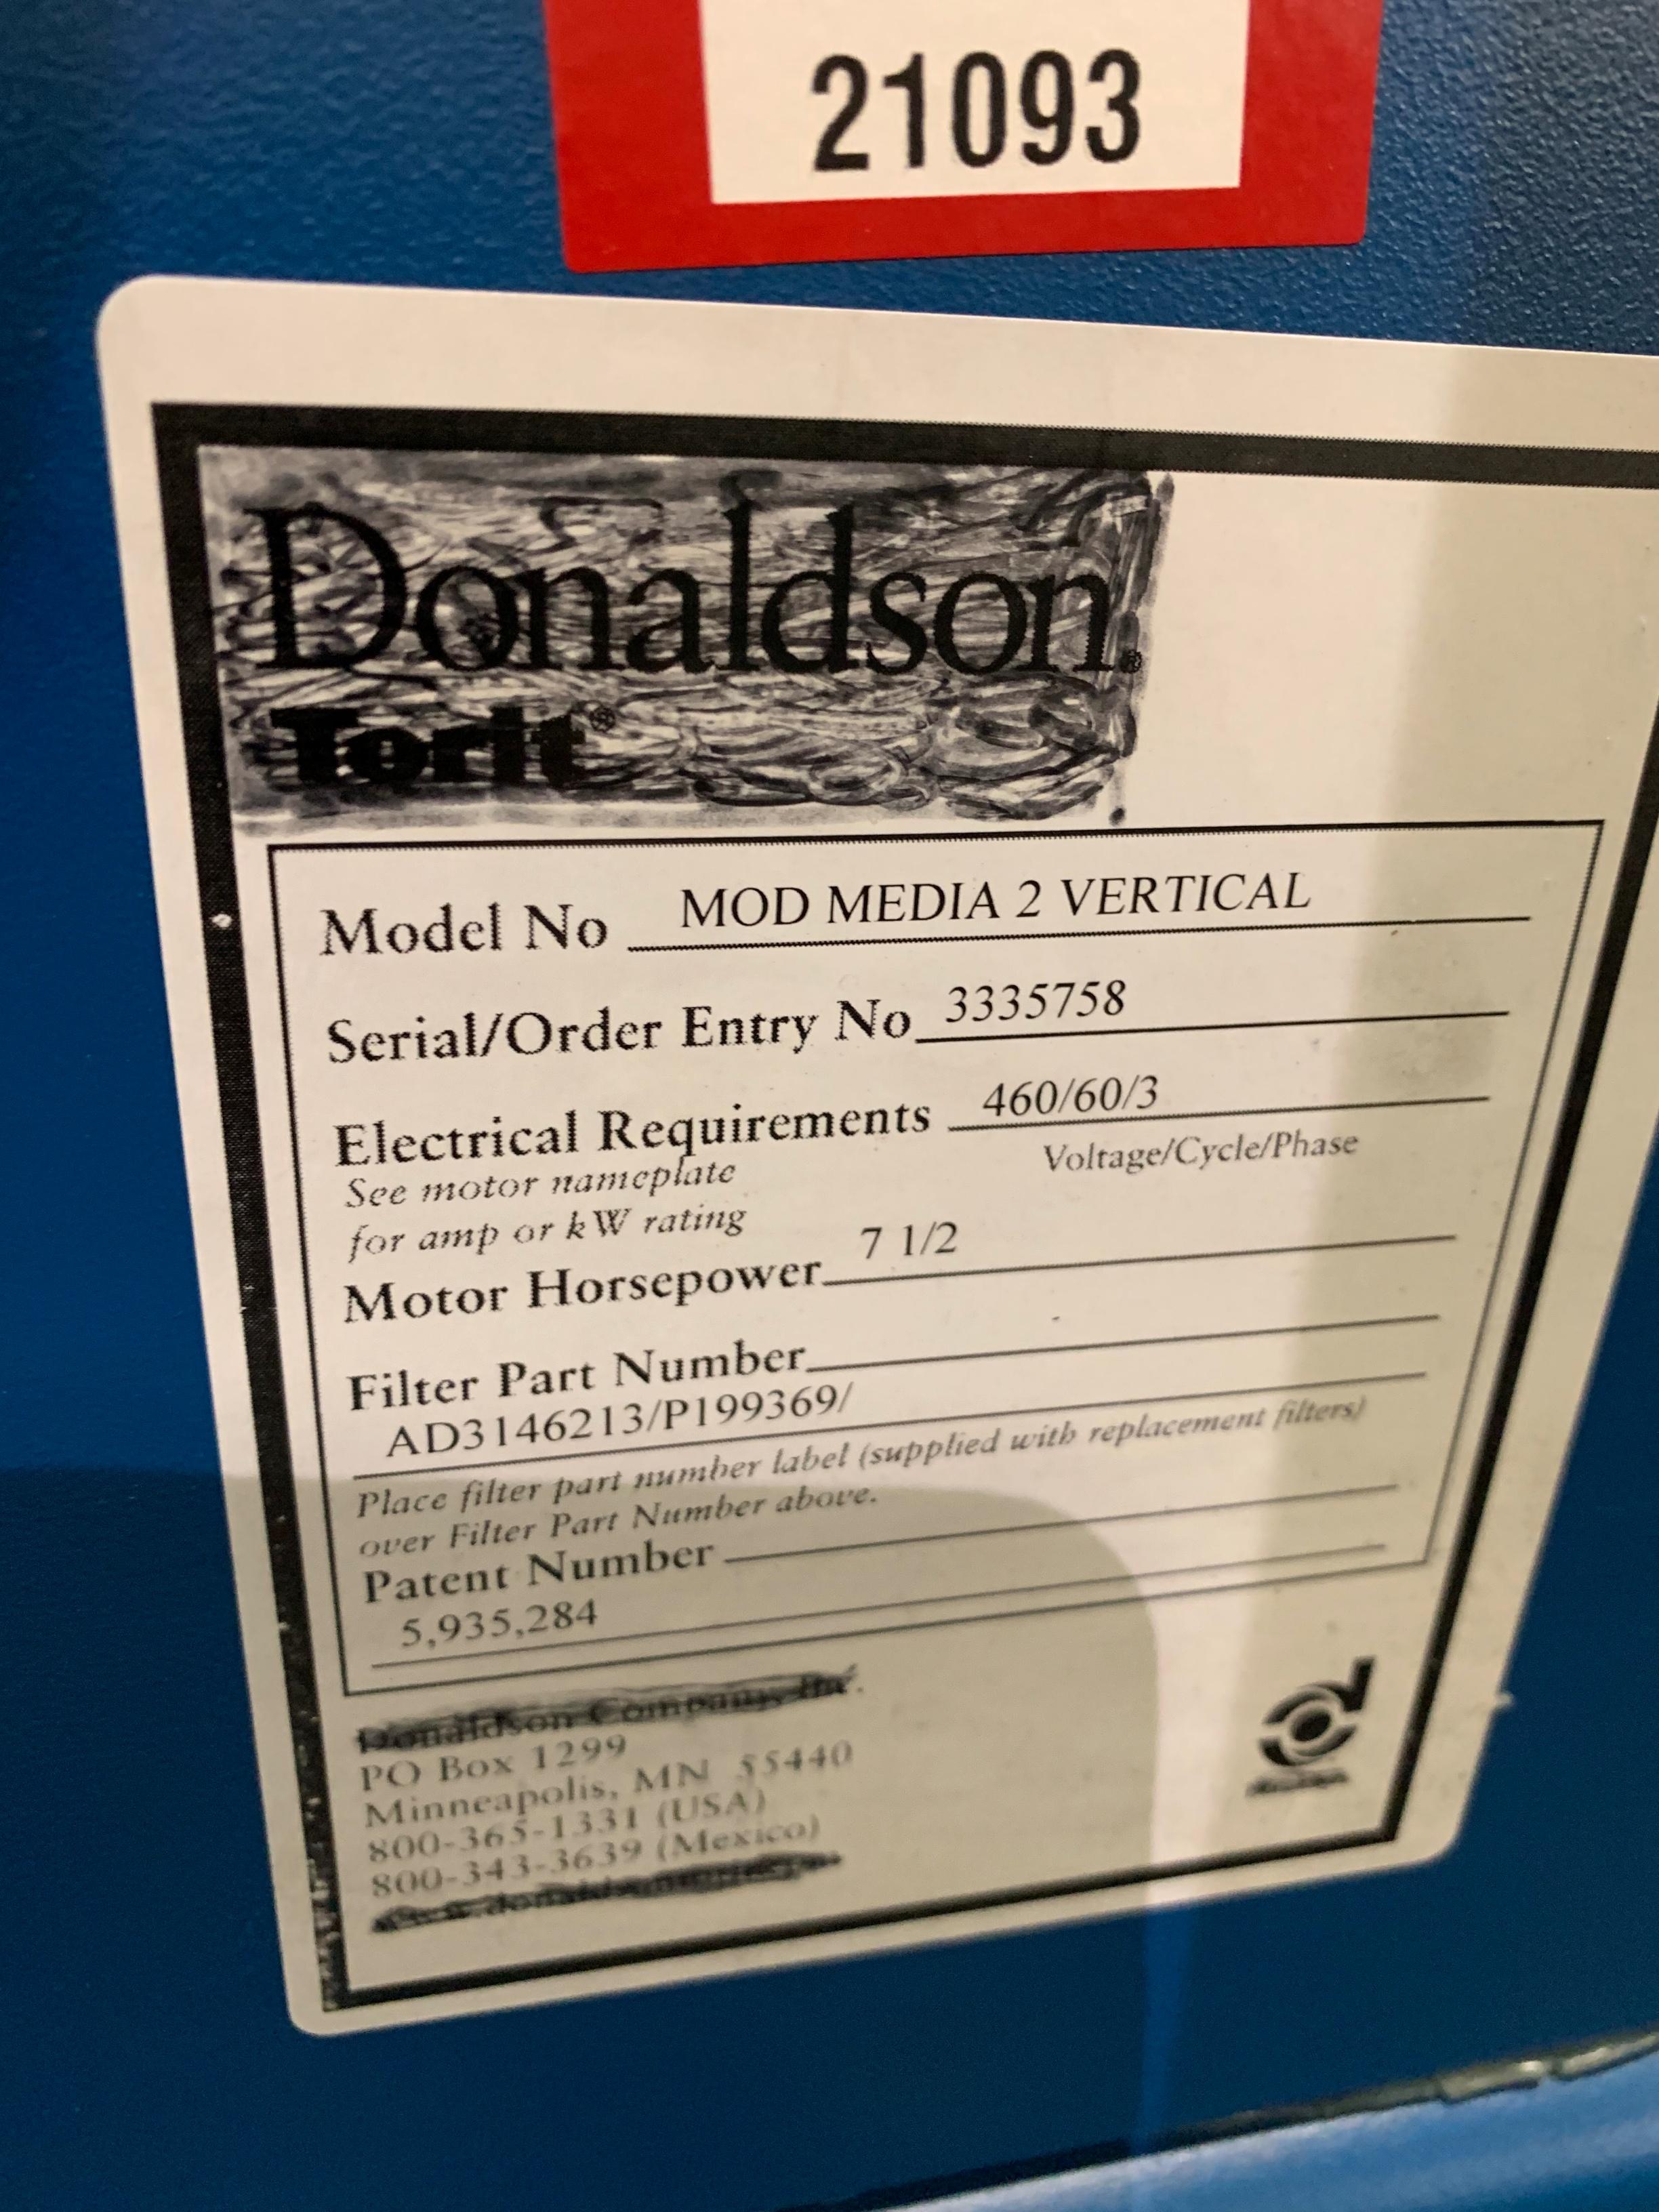 21093
Donaldson®
Torit®
Model No MOD MEDIA 2 VERTICAL
Serial/Order Entry No 3335758
Electrical Requirements 460/60/3
See motor nameplate Voltage/Cycle/Phase
for amp or kW rating
Motor Horsepower 7 1/2
Filter Part Number
AD3146213/P199369/
Place filter part number label (supplied with replacement filters)
over Filter Part Number above.
Patent Number
5,935,284
Donaldson Company, Inc.
PO Box 1299
Minneapolis, MN 55440
800-365-1331 (USA)
800-343-3639 (Mexico)